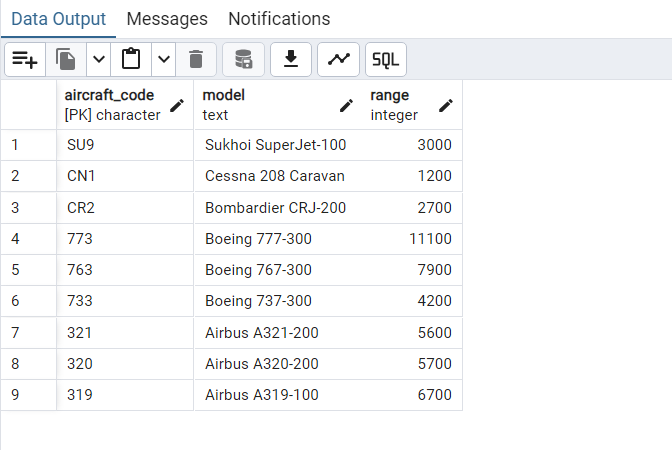 Data Output Messages Notifications
SQL
aircraft_code model range
[PK] character text integer
1 SU9 Sukhoi SuperJet-100 3000
2 CN1 Cessna 208 Caravan 1200
3 CR2 Bombardier CRJ-200 2700
4 773 Boeing 777-300 11100
5 763 Boeing 767-300 7900
6 733 Boeing 737-300 4200
7 321 Airbus A321-200 5600
8 320 Airbus A320-200 5700
9 319 Airbus A319-100 6700